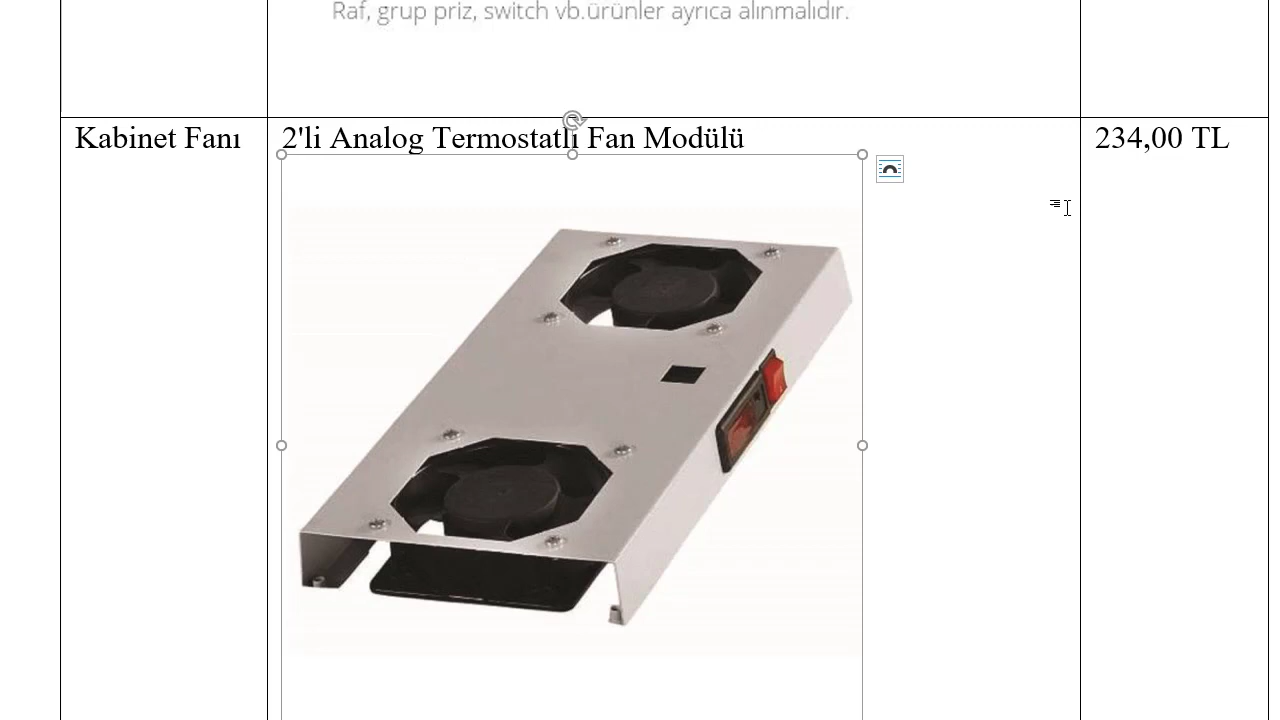 Raf, grup priz, switch vb.ürünler ayrıca alınmalıdır.
Kabinet Fanı
2'li Analog Termostatlı Fan Modülü
234,00 TL